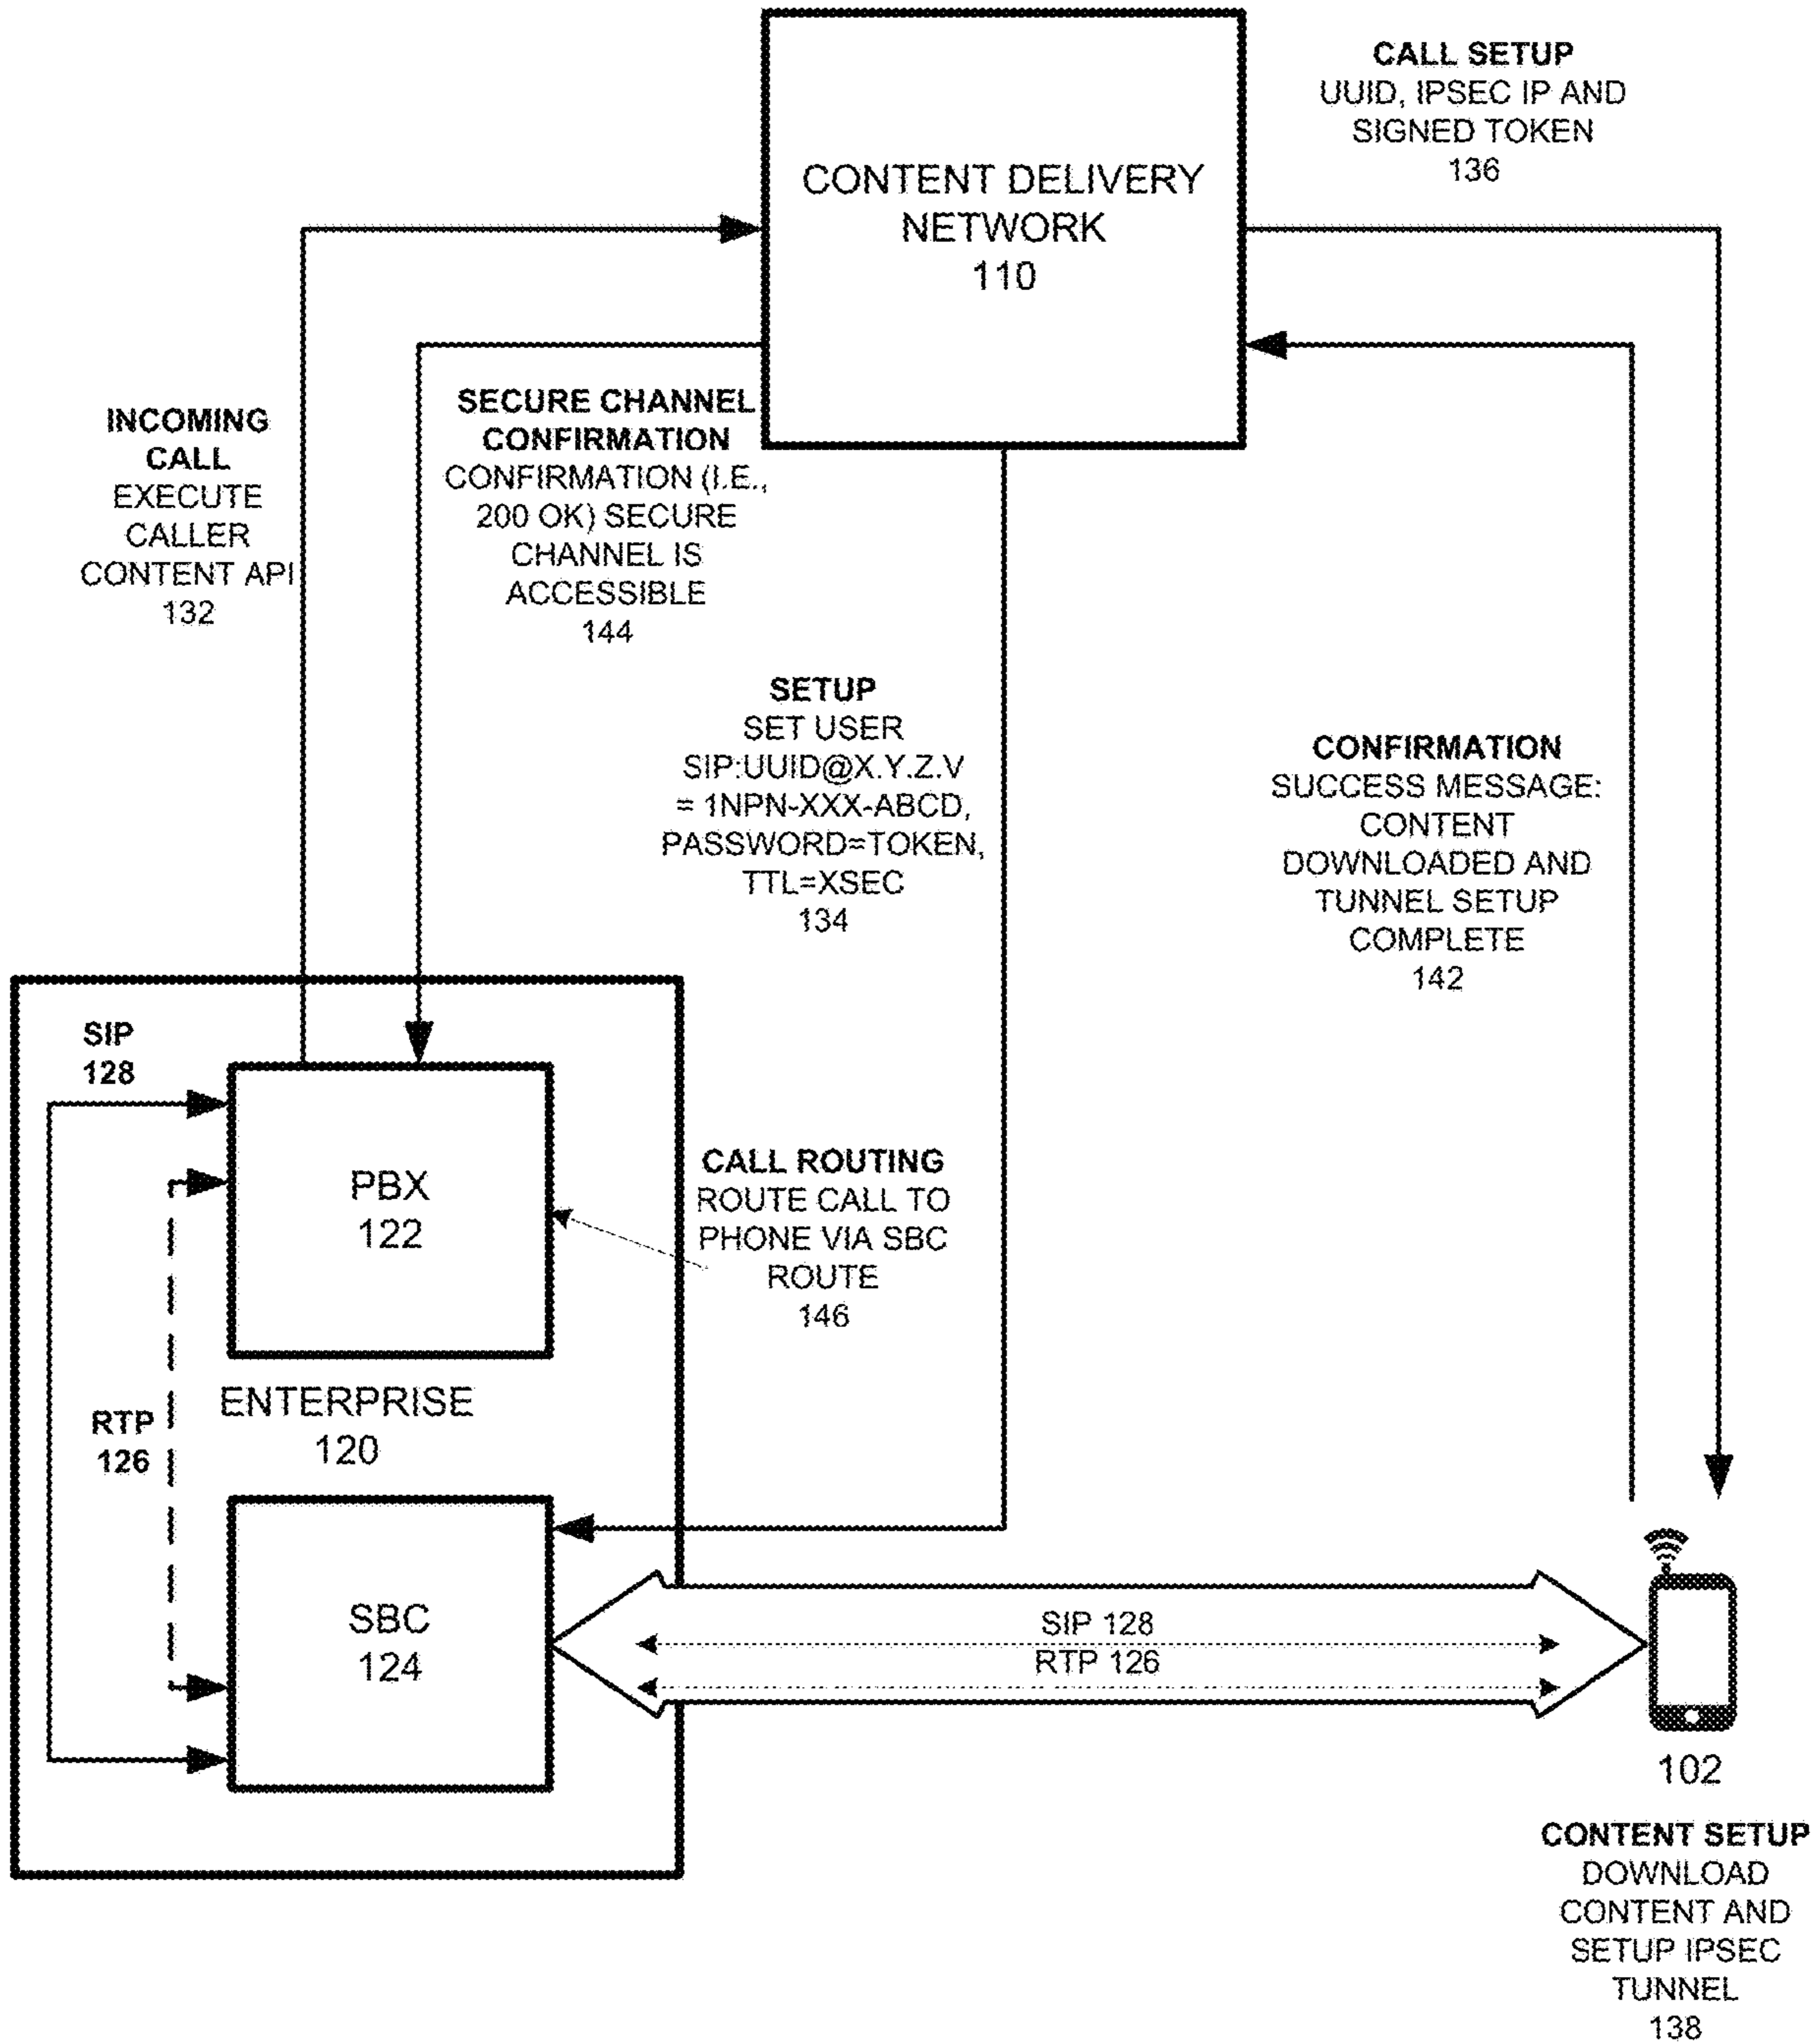 CALL SETUP
UUID, IPSEC IP AND
SIGNED TOKEN
136
CONTENT DELIVERY
NETWORK
110
INCOMING
CALL
EXECUTE
CALLER
CONTENT API
132
SECURE CHANNEL
CONFIRMATION
CONFIRMATION (I.E.,
200 OK) SECURE
CHANNEL IS
ACCESSIBLE
144
SETUP
SET USER
SIP:UUID@X.Y.Z.V
= 1NPN-XXX-ABCD,
PASSWORD=TOKEN,
TTL=XSEC
134
CONFIRMATION
SUCCESS MESSAGE:
CONTENT
DOWNLOADED AND
TUNNEL SETUP
COMPLETE
142
SIP
128
PBX
122
CALL ROUTING
ROUTE CALL TO
PHONE VIA SBC
ROUTE
146
ENTERPRISE
120
RTP
126
SBC
124
SIP 128
RTP 126
102
CONTENT SETUP
DOWNLOAD
CONTENT AND
SETUP IPSEC
TUNNEL
138